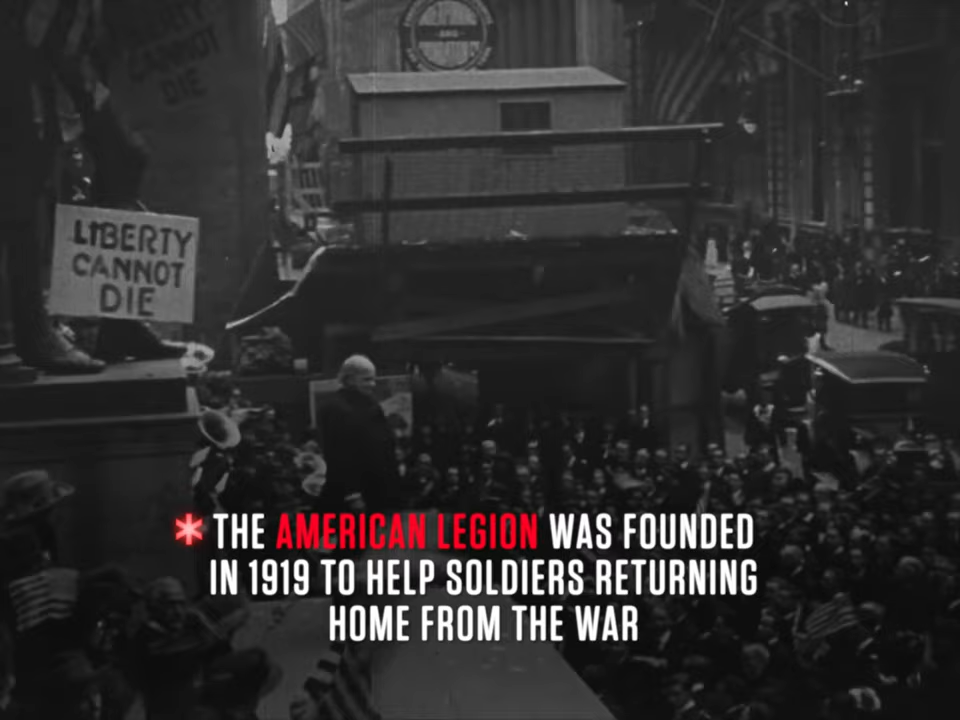 LIBERTY
CANNOT
DIE
LIBERTY
CANNOT
DIE
* THE AMERICAN LEGION WAS FOUNDED
IN 1919 TO HELP SOLDIERS RETURNING
HOME FROM THE WAR